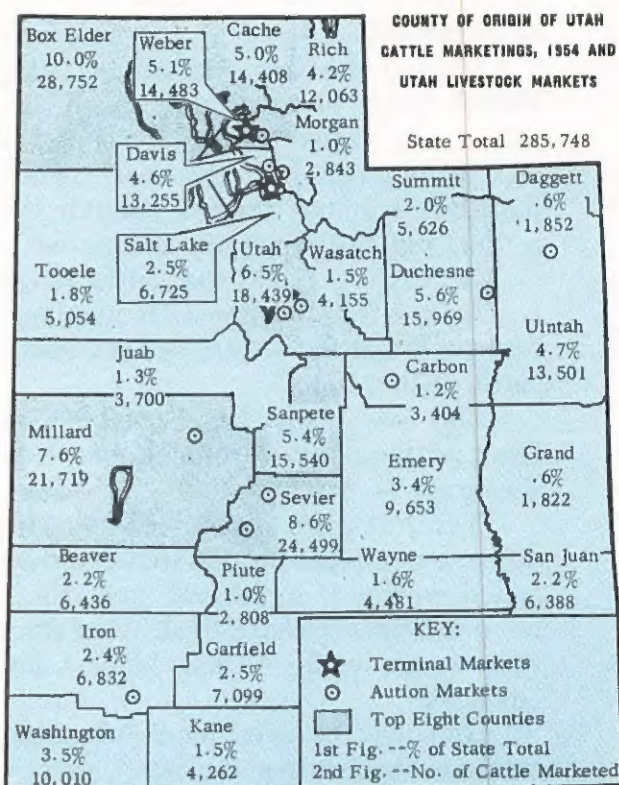 COUNTY OF ORIGIN OF UTAH
CATTLE MARKETINGS, 1954 AND
UTAH LIVESTOCK MARKETS
State Total 285,748
Box Elder
10.0%
28,752
Weber
5.1%
14,483
Cache
5.0%
14,408
Rich
4.2%
12,063
Morgan
1.0%
2,843
Davis
4.6%
13,255
Salt Lake
2.5%
6,725
Summit
2.0%
5,626
Daggett
.6%
1,852
Tooele
1.8%
5,054
Utah
6.5%
18,439
Wasatch
1.5%
4,155
Duchesne
5.6%
15,969
Uintah
4.7%
13,501
Juab
1.3%
3,700
Carbon
1.2%
3,404
Millard
7.6%
21,719
Sanpete
5.4%
15,540
Emery
3.4%
9,653
Grand
.6%
1,822
Sevier
8.6%
24,499
Beaver
2.2%
6,436
Piute
1.0%
2,808
Wayne
1.6%
4,481
San Juan
2.2%
6,388
Iron
2.4%
6,832
Garfield
2.5%
7,099
Washington
3.5%
10,010
Kane
1.5%
4,262
KEY:
Terminal Markets
Aution Markets
Top Eight Counties
1st Fig. --% of State Total
2nd Fig. --No. of Cattle Marketed